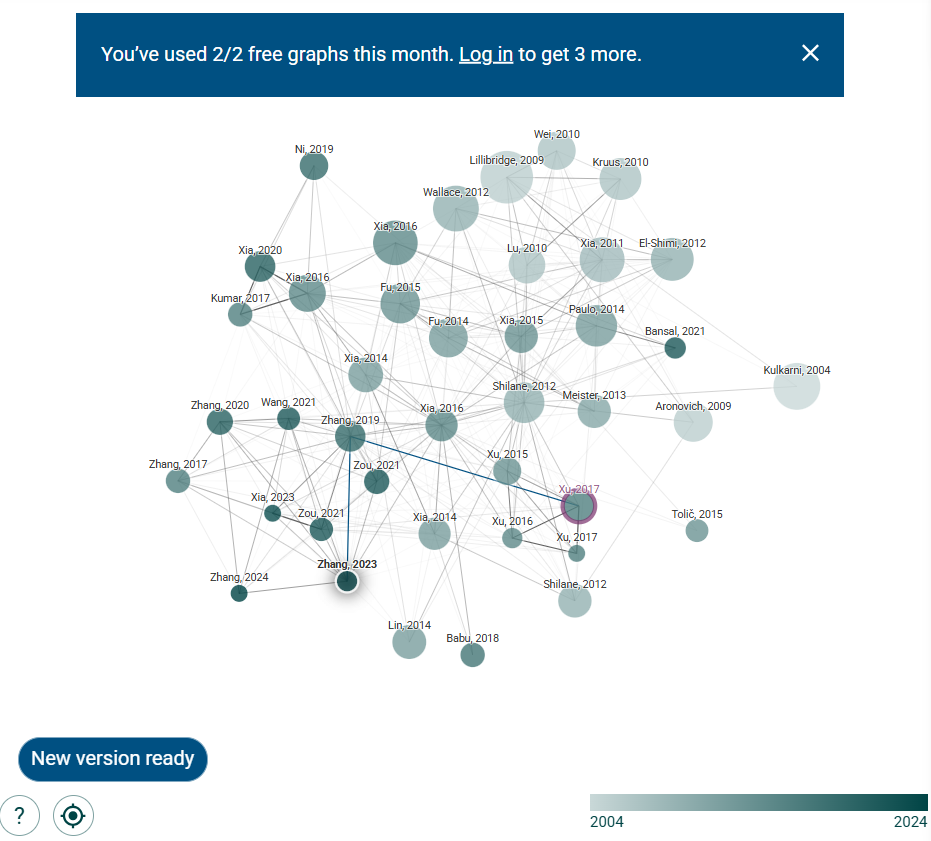 You’ve used 2/2 free graphs this month. Log in to get 3 more.
Wei, 2010
Ni, 2019
Lillibridge, 2009
Kruus, 2010
Wallace, 2012
Xia, 2016
Xia, 2020
Lu, 2010
Xia, 2011
El-Shimi, 2012
Xia, 2016
Fu, 2015
Kumar, 2017
Fu, 2014
Xia, 2015
Paulo, 2014
Bansal, 2021
Xia, 2014
Kulkarni, 2004
Shilane, 2012
Meister, 2013
Zhang, 2020
Wang, 2021
Xia, 2016
Aronovich, 2009
Zhang, 2019
Xu, 2015
Zhang, 2017
Zou, 2021
Xu, 2017
Xia, 2023
Zou, 2021
Xia, 2014
Xu, 2016
Tolič, 2015
Xu, 2017
Zhang, 2023
Zhang, 2024
Shilane, 2012
Lin, 2014
Babu, 2018
New version ready
?
2004
2024